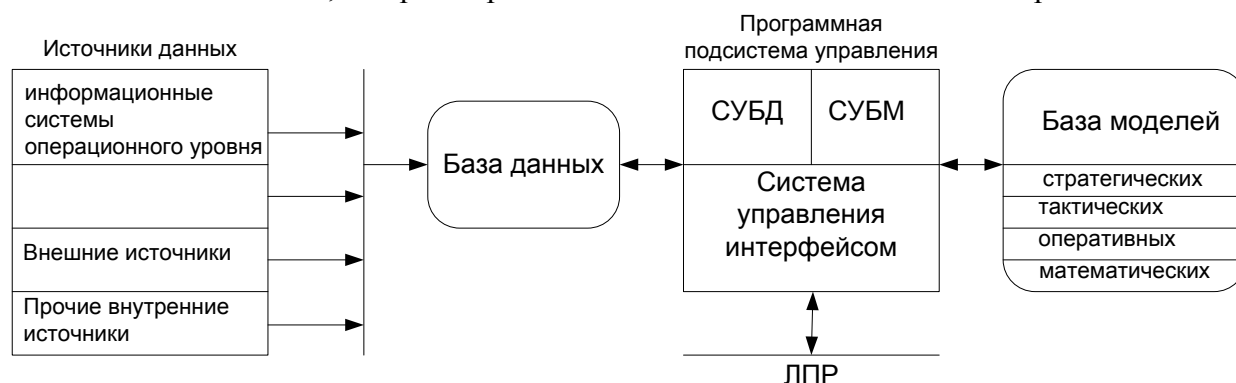 Источники данных
информационные
системы
операционного уровня
Внешние источники
Прочие внутренние
источники
База данных
Программная
подсистема управления
СУБД
СУБМ
Система
управления
интерфейсом
ЛПР
База моделей
стратегических
тактических
оперативных
математических